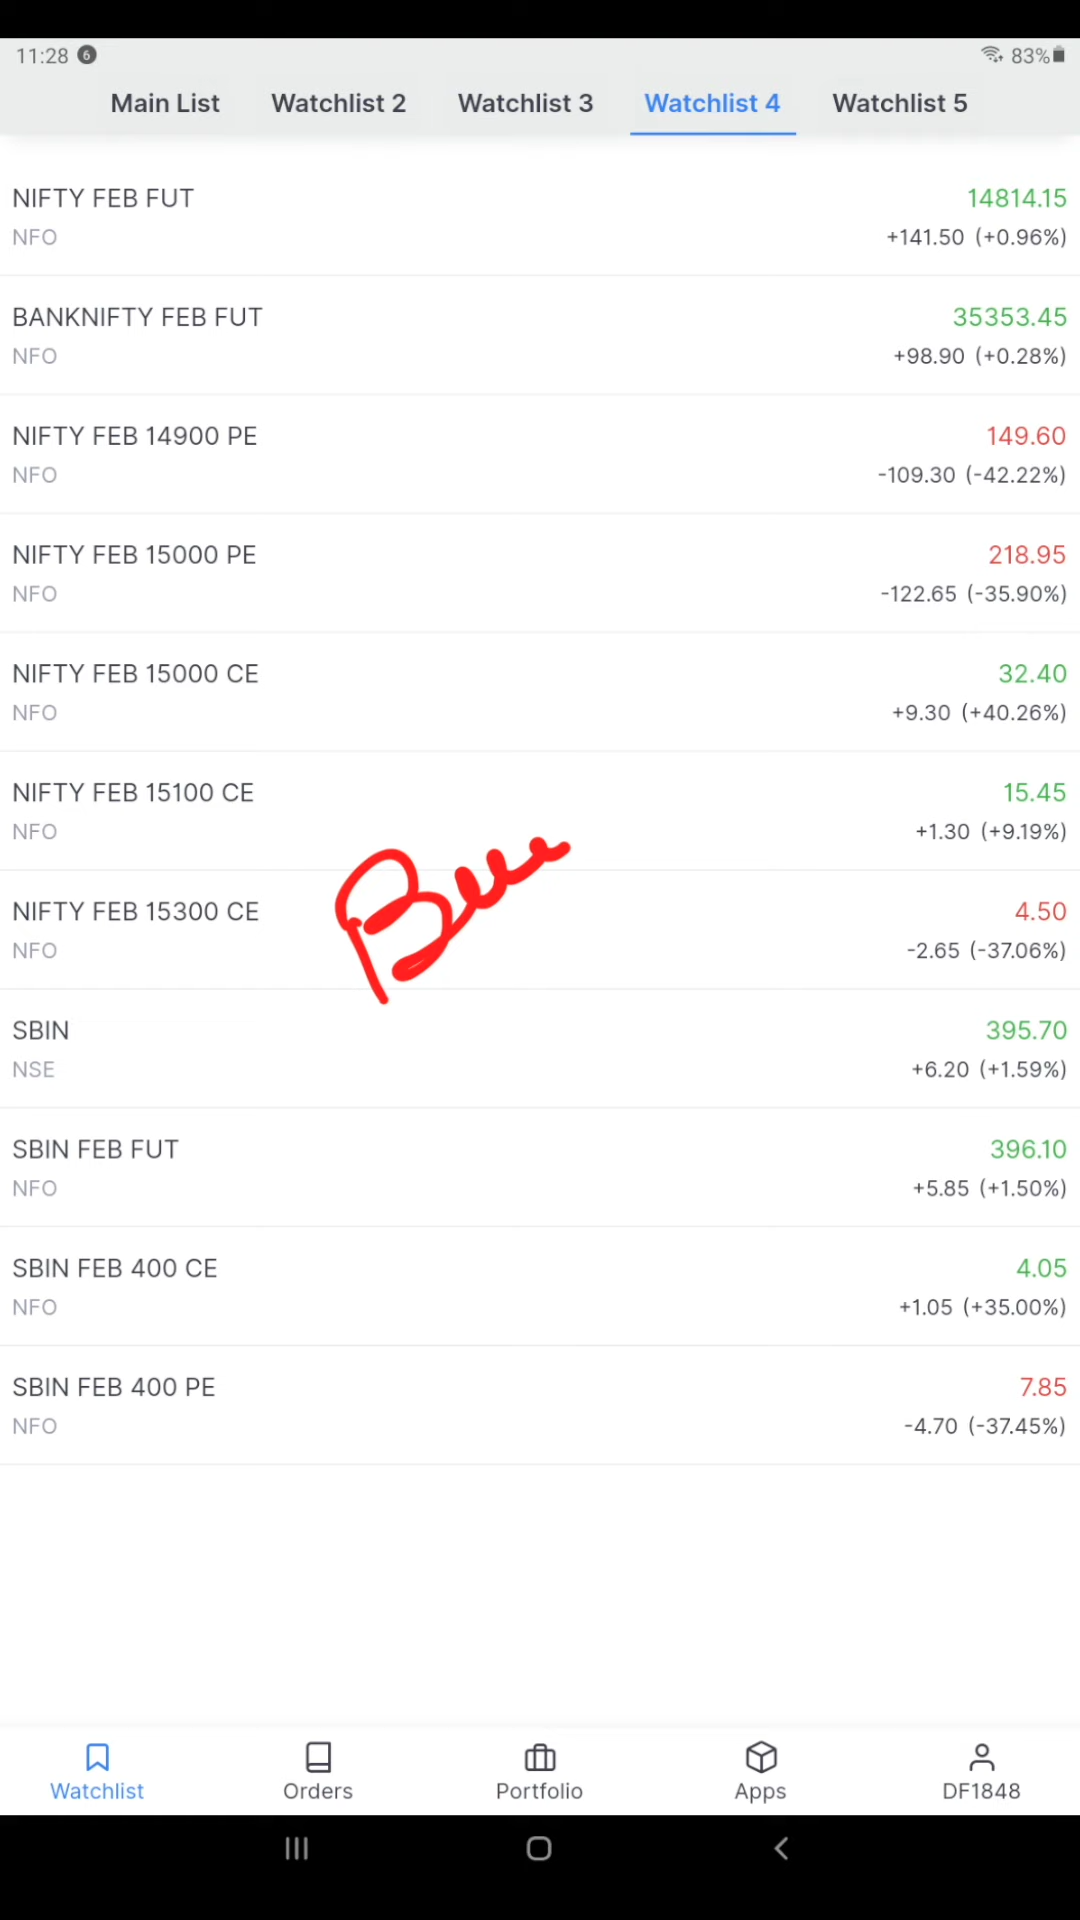 11:28 6 83%
Main List Watchlist 2 Watchlist 3 Watchlist 4 Watchlist 5
NIFTY FEB FUT 14814.15
NFO +141.50 (+0.96%)
BANKNIFTY FEB FUT 35353.45
NFO +98.90 (+0.28%)
NIFTY FEB 14900 PE 149.60
NFO -109.30 (-42.22%)
NIFTY FEB 15000 PE 218.95
NFO -122.65 (-35.90%)
NIFTY FEB 15000 CE 32.40
NFO +9.30 (+40.26%)
NIFTY FEB 15100 CE 15.45
NFO +1.30 (+9.19%)
NIFTY FEB 15300 CE 4.50
NFO -2.65 (-37.06%)
SBIN 395.70
NSE +6.20 (+1.59%)
SBIN FEB FUT 396.10
NFO +5.85 (+1.50%)
SBIN FEB 400 CE 4.05
NFO +1.05 (+35.00%)
SBIN FEB 400 PE 7.85
NFO -4.70 (-37.45%)
Watchlist Orders Portfolio Apps DF1848